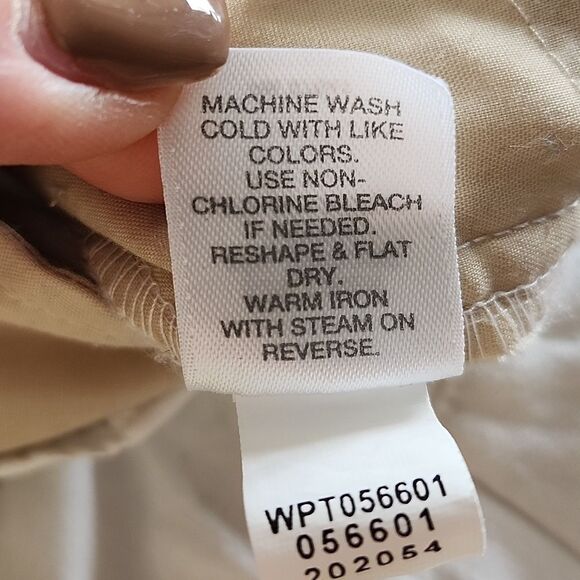 MACHINE WASH
COLD WITH LIKE
COLORS.
USE NON-
CHLORINE BLEACH
IF NEEDED.
RESHAPE & FLAT
DRY.
WARM IRON
WITH STEAM ON
REVERSE.
WPT056601
056601
202054